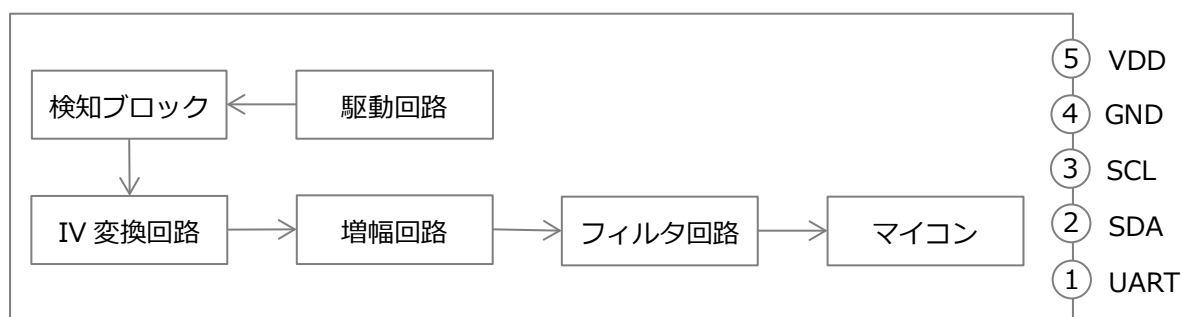 検知ブロック
駆動回路
IV 変換回路
増幅回路
フィルタ回路
マイコン
5 VDD
4 GND
3 SCL
2 SDA
1 UART